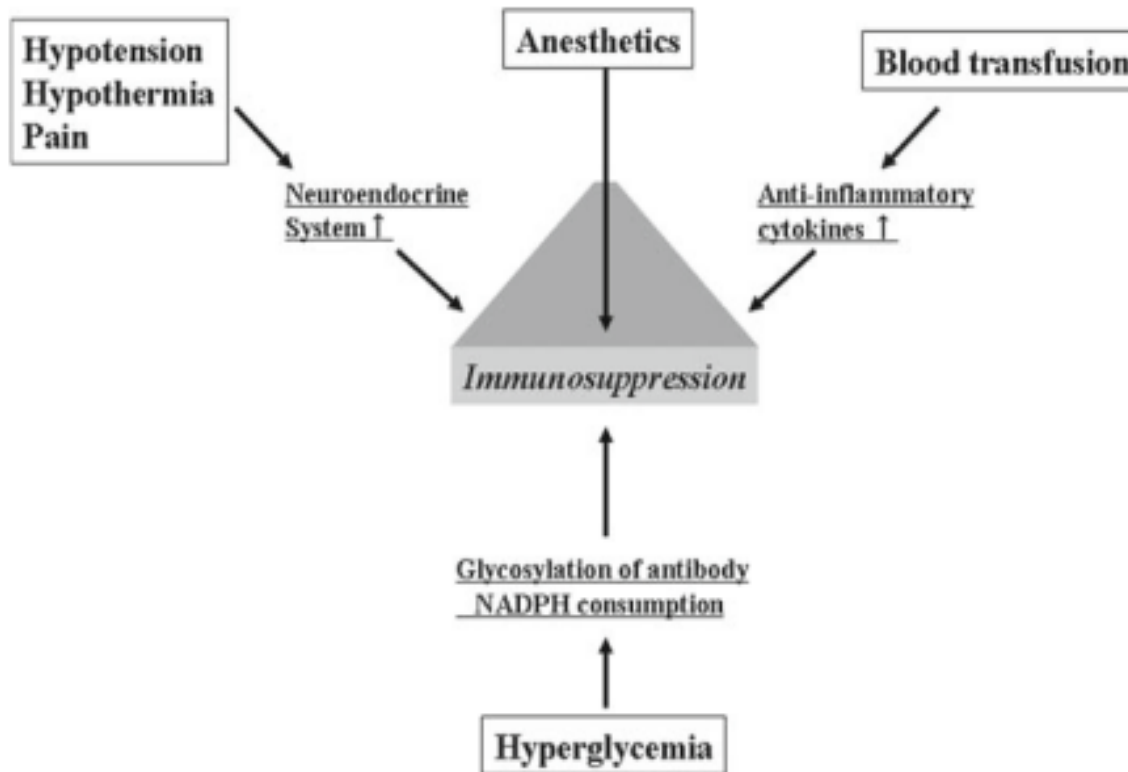 Hypotension
Hypothermia
Pain
Anesthetics
Blood transfusion
Neuroendocrine
System ↑
Anti-inflammatory
cytokines ↑
Immunosuppression
Glycosylation of antibody
NADPH consumption
Hyperglycemia